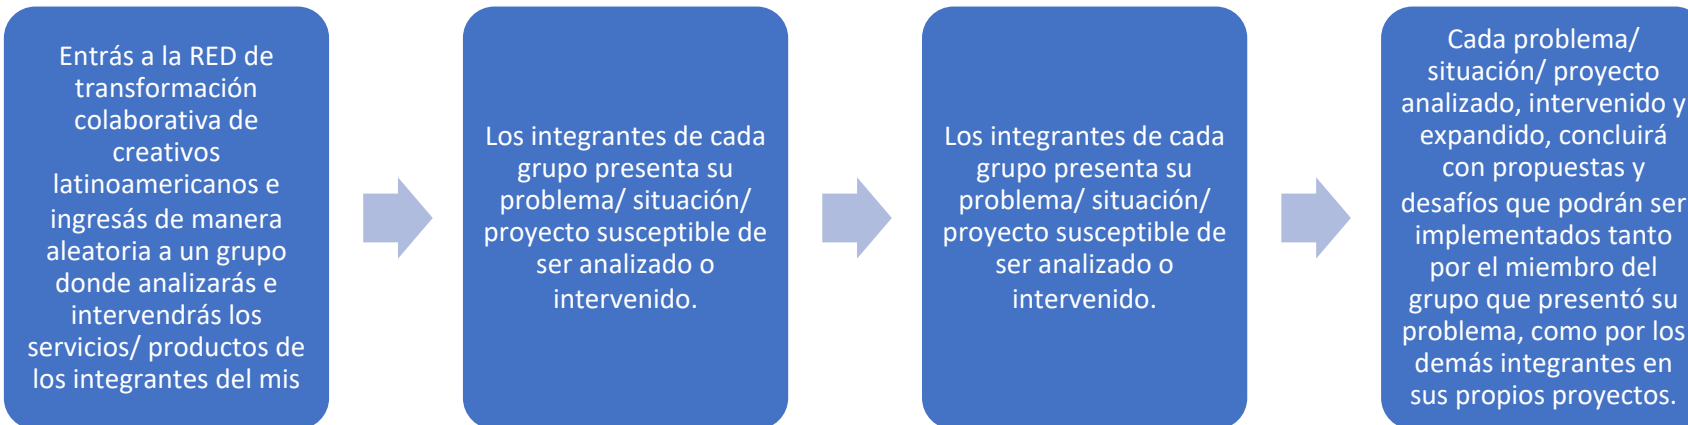 Entrás a la RED de
transformación
colaborativa de
creativos
latinoamericanos e
ingresás de manera
aleatoria a un grupo
donde analizarás e
intervendrás los
servicios/ productos de
los integrantes del mis
Los integrantes de cada
grupo presenta su
problema/ situación/
proyecto susceptible de
ser analizado o
intervenido.
Los integrantes de cada
grupo presenta su
problema/ situación/
proyecto susceptible de
ser analizado o
intervenido.
Cada problema/
situación/ proyecto
analizado, intervenido y
expandido, concluirá
con propuestas y
desafíos que podrán ser
implementados tanto
por el miembro del
grupo que presentó su
problema, como por los
demás integrantes en
sus propios proyectos.